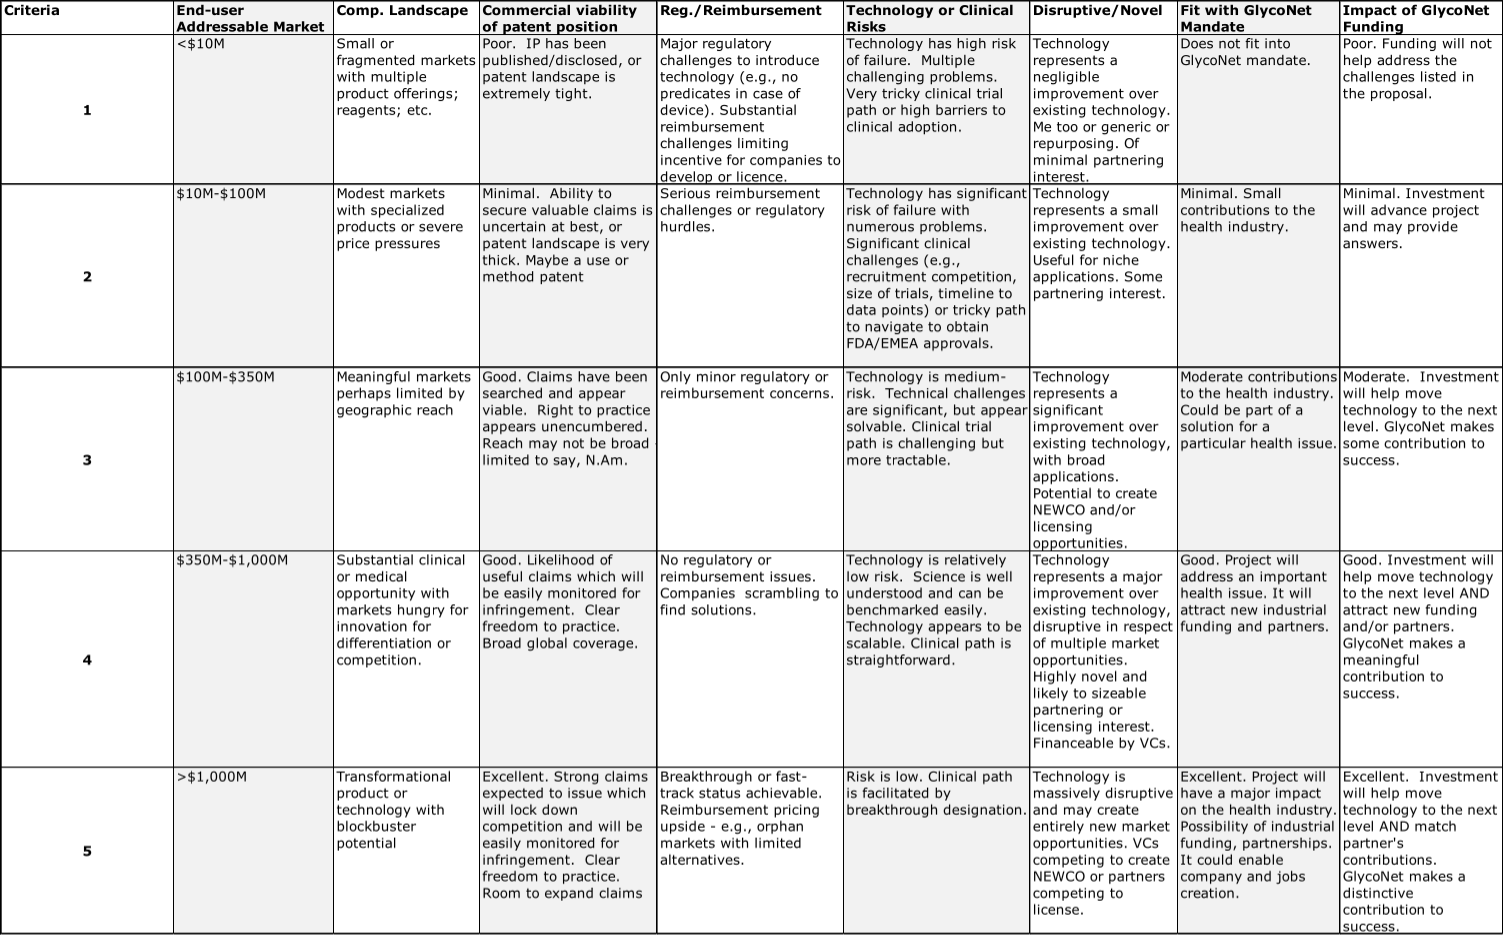 Criteria
End-user
Addressable Market
Comp. Landscape
Commercial viability
of patent position
Reg./Reimbursement
Technology or Clinical
Risks
Disruptive/Novel
Fit with GlycoNet
Mandate
Impact of GlycoNet
Funding
1
<$10M
Small or
fragmented markets
with multiple
product offerings;
reagents; etc.
Poor.  IP has been
published/disclosed, or
patent landscape is
extremely tight.
Major regulatory
challenges to introduce
technology (e.g., no
predicates in case of
device). Substantial
reimbursement
challenges limiting
incentive for companies to
develop or licence.
Technology has high risk
of failure.  Multiple
challenging problems.
Very tricky clinical trial
path or high barriers to
clinical adoption.
Technology
represents a
negligible
improvement over
existing technology.
Me too or generic or
repurposing. Of
minimal partnering
interest.
Does not fit into
GlycoNet mandate.
Poor. Funding will not
help address the
challenges listed in
the proposal.
2
$10M-$100M
Modest markets
with specialized
products or severe
price pressures
Minimal.  Ability to
secure valuable claims is
uncertain at best, or
patent landscape is very
thick. Maybe a use or
method patent
Serious reimbursement
challenges or regulatory
hurdles.
Technology has significant
risk of failure with
numerous problems.
Significant clinical
challenges (e.g.,
recruitment competition,
size of trials, timeline to
data points) or tricky path
to navigate to obtain
FDA/EMEA approvals.
Technology
represents a small
improvement over
existing technology.
Useful for niche
applications. Some
partnering interest.
Minimal. Small
contributions to the
health industry.
Minimal. Investment
will advance project
and may provide
answers.
3
$100M-$350M
Meaningful markets
perhaps limited by
geographic reach
Good. Claims have been
searched and appear
viable.  Right to practice
appears unencumbered.
Reach may not be broad
limited to say, N.Am.
Only minor regulatory or
reimbursement concerns.
Technology is medium-
risk.  Technical challenges
are significant, but appear
solvable. Clinical trial
path is challenging but
more tractable.
Technology
represents a
significant
improvement over
existing technology,
with broad
applications.
Potential to create
NEWCO and/or
licensing
opportunities.
Moderate contributions
to the health industry.
Could be part of a
solution for a
particular health issue.
Moderate.  Investment
will help move
technology to the next
level. GlycoNet makes
some contribution to
success.
4
$350M-$1,000M
Substantial clinical
or medical
opportunity with
markets hungry for
innovation for
differentiation or
competition.
Good. Likelihood of
useful claims which will
be easily monitored for
infringement.  Clear
freedom to practice.
Broad global coverage.
No regulatory or
reimbursement issues.
Companies  scrambling to
find solutions.
Technology is relatively
low risk.  Science is well
understood and can be
benchmarked easily.
Technology appears to be
scalable. Clinical path is
straightforward.
Technology
represents a major
improvement over
existing technology,
disruptive in respect
of multiple market
opportunities.
Highly novel and
likely to sizeable
partnering or
licensing interest.
Financeable by VCs.
Good. Project will
address an important
health issue. It will
attract new industrial
funding and partners.
Good. Investment will
help move technology
to the next level AND
attract new funding
and/or partners.
GlycoNet makes a
meaningful
contribution to
success.
5
>$1,000M
Transformational
product or
technology with
blockbuster
potential
Excellent. Strong claims
expected to issue which
will lock down
competition and will be
easily monitored for
infringement.  Clear
freedom to practice.
Room to expand claims
Breakthrough or fast-
track status achievable.
Reimbursement pricing
upside - e.g., orphan
markets with limited
alternatives.
Risk is low. Clinical path
is facilitated by
breakthrough designation.
Technology is
massively disruptive
and may create
entirely new market
opportunities. VCs
competing to create
NEWCO or partners
competing to
license.
Excellent. Project will
have a major impact
on the health industry.
Possibility of industrial
funding, partnerships.
It could enable
company and jobs
creation.
Excellent.  Investment
will help move
technology to the next
level AND match
partner's
contributions.
GlycoNet makes a
distinctive
contribution to
success.